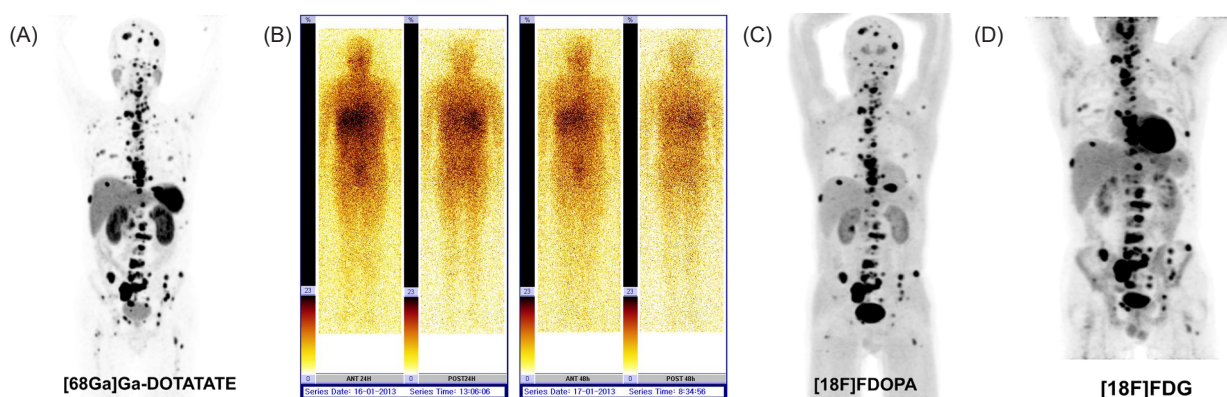 (A)
[68Ga]Ga-DOTATATE
(B)
% % % %
23 23 23 23
0 ANT 24H 0 POST24H 0 ANT 48h 0 POST 48h
Series Date: 16-01-2013 Series Time: 13:06:06
Series Date: 17-01-2013 Series Time: 8:34:56
(C)
[18F]FDOPA
(D)
[18F]FDG